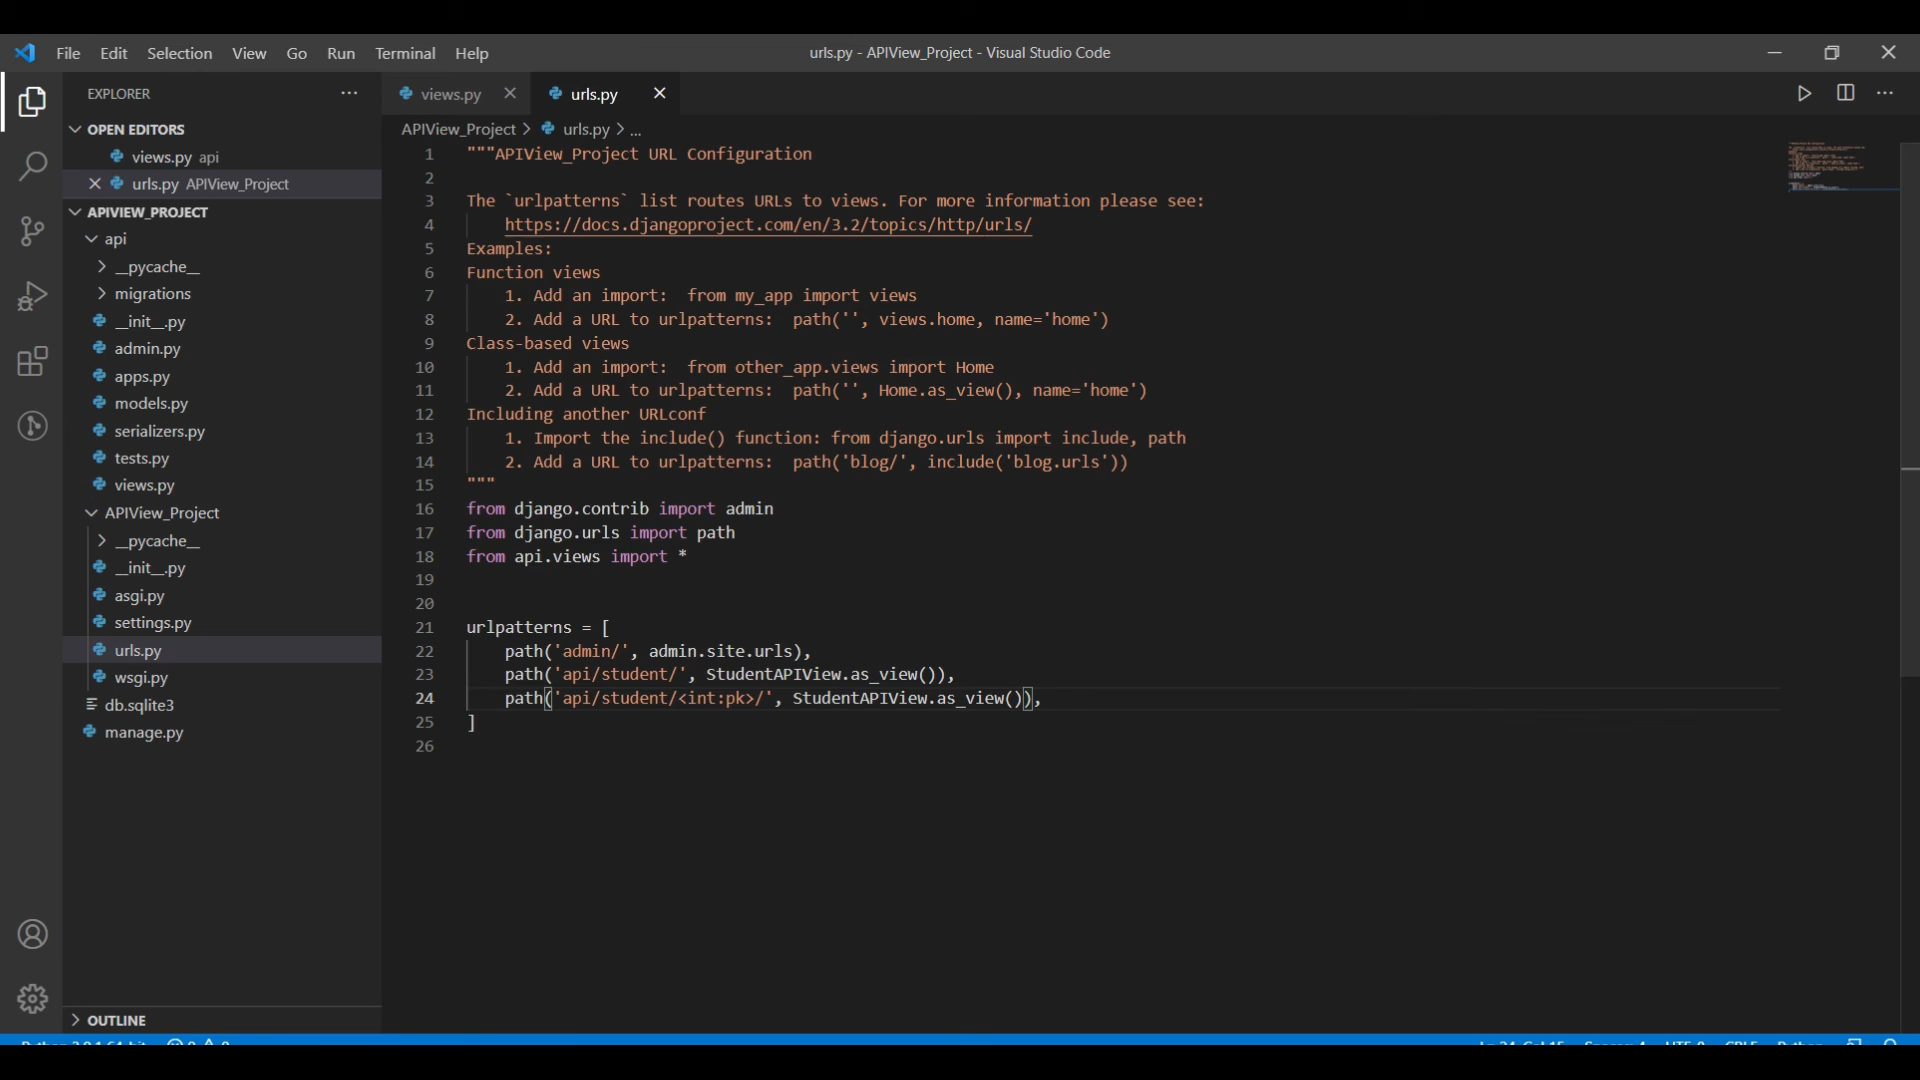 File Edit Selection View Go Run Terminal Help
urls.py - APIView_Project - Visual Studio Code
EXPLORER
OPEN EDITORS
views.py api
urls.py APIView_Project
APIVIEW_PROJECT
api
__pycache__
migrations
__init__.py
admin.py
apps.py
models.py
serializers.py
tests.py
views.py
APIView_Project
__pycache__
__init__.py
asgi.py
settings.py
urls.py
wsgi.py
db.sqlite3
manage.py
OUTLINE
views.py
urls.py
APIView_Project > urls.py > ...
1 """APIView_Project URL Configuration
2
3 The `urlpatterns` list routes URLs to views. For more information please see:
4 https://docs.djangoproject.com/en/3.2/topics/http/urls/
5 Examples:
6 Function views
7 1. Add an import:  from my_app import views
8 2. Add a URL to urlpatterns:  path('', views.home, name='home')
9 Class-based views
10 1. Add an import:  from other_app.views import Home
11 2. Add a URL to urlpatterns:  path('', Home.as_view(), name='home')
12 Including another URLconf
13 1. Import the include() function: from django.urls import include, path
14 2. Add a URL to urlpatterns:  path('blog/', include('blog.urls'))
15 """
16 from django.contrib import admin
17 from django.urls import path
18 from api.views import *
19
20
21 urlpatterns = [
22 path('admin/', admin.site.urls),
23 path('api/student/', StudentAPIView.as_view()),
24 path('api/student/<int:pk>/', StudentAPIView.as_view()),
25 ]
26